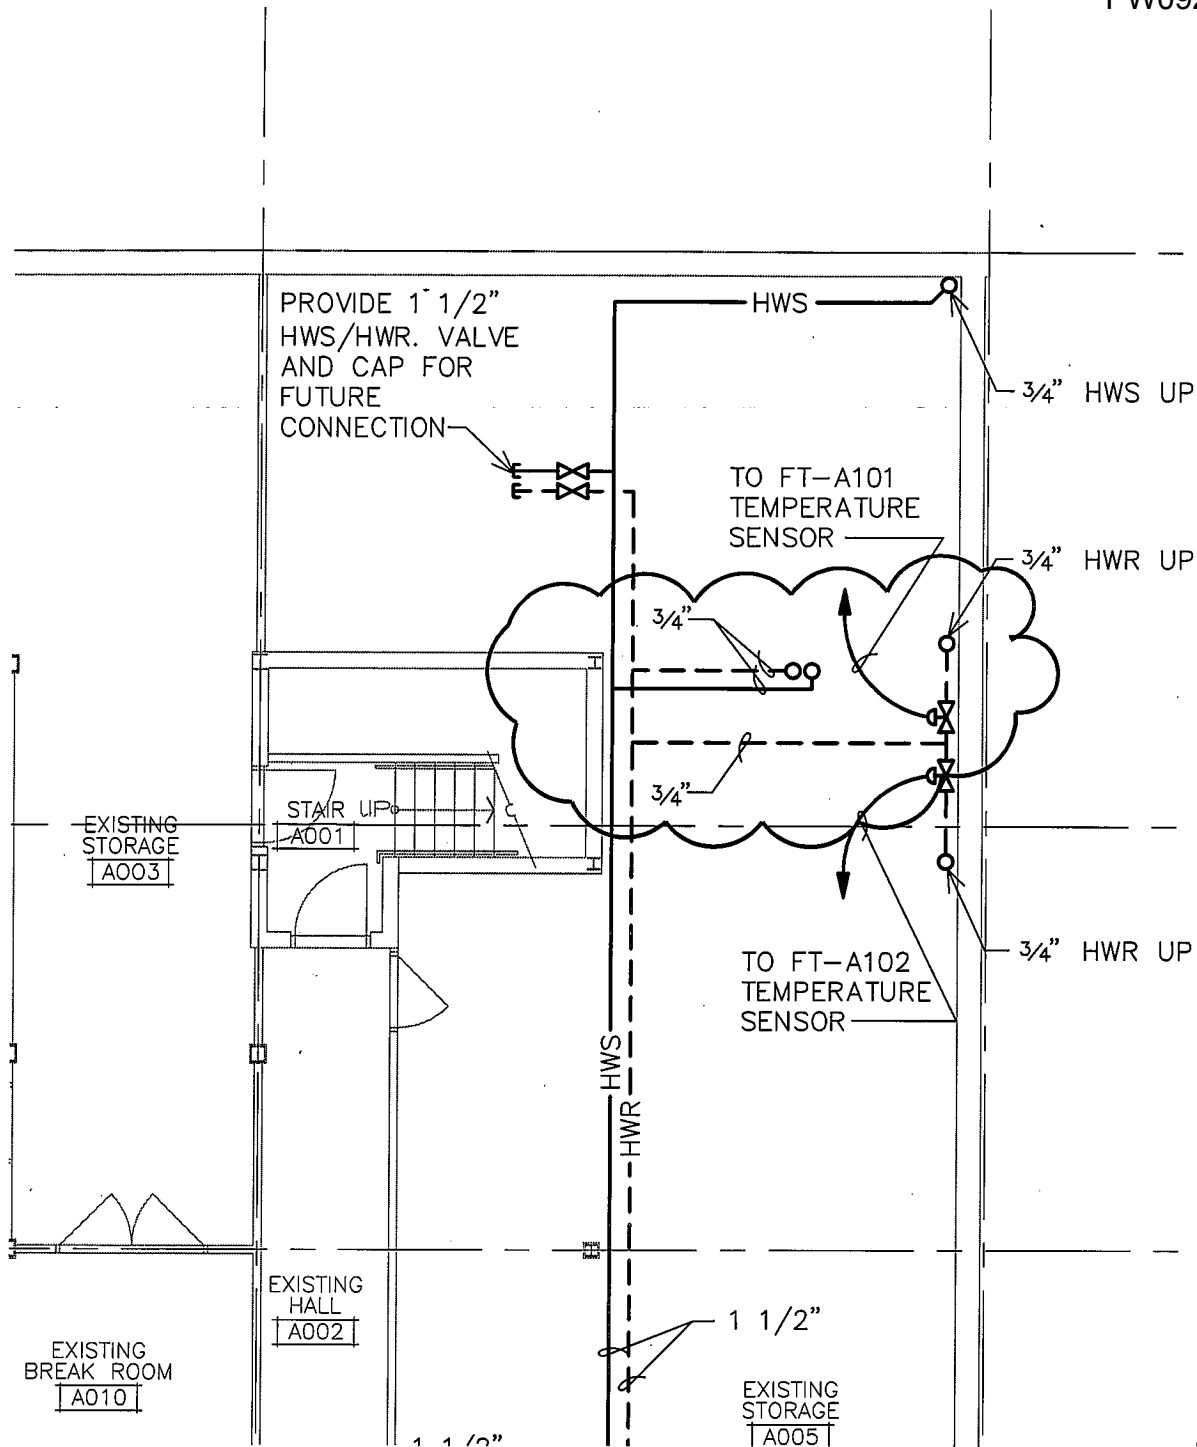 PROVIDE 1 1/2"
HWS/HWR. VALVE
AND CAP FOR
FUTURE
CONNECTION
HWS
3/4" HWS UP
TO FT-A101
TEMPERATURE
SENSOR
3/4" HWR UP
3/4"
3/4"
STAIR UP
A001
EXISTING
STORAGE
A003
3/4" HWR UP
TO FT-A102
TEMPERATURE
SENSOR
HWS
HWR
EXISTING
HALL
A002
1 1/2"
EXISTING
BREAK ROOM
A010
EXISTING
STORAGE
A005
1 1/2"